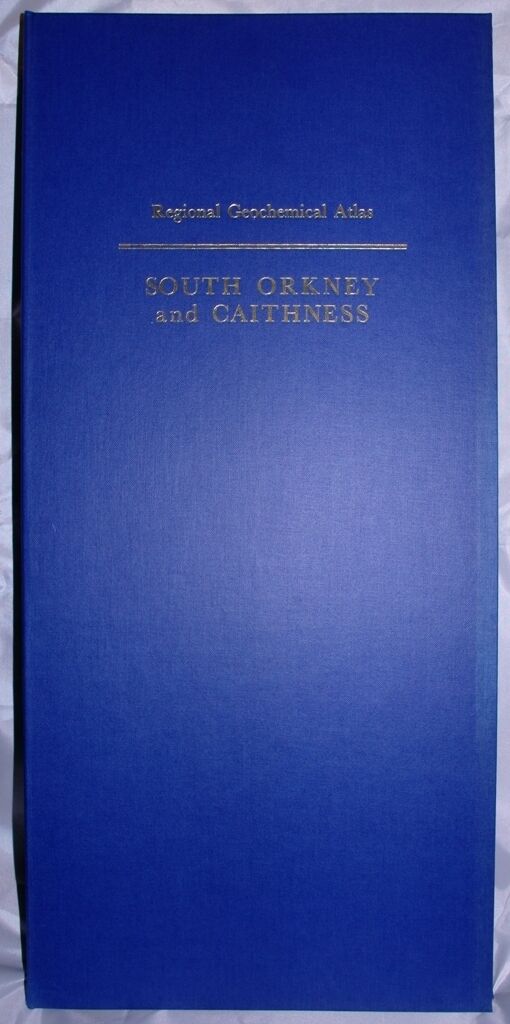 Regional Geochemical Atlas
SOUTH ORKNEY
and CAITHNESS